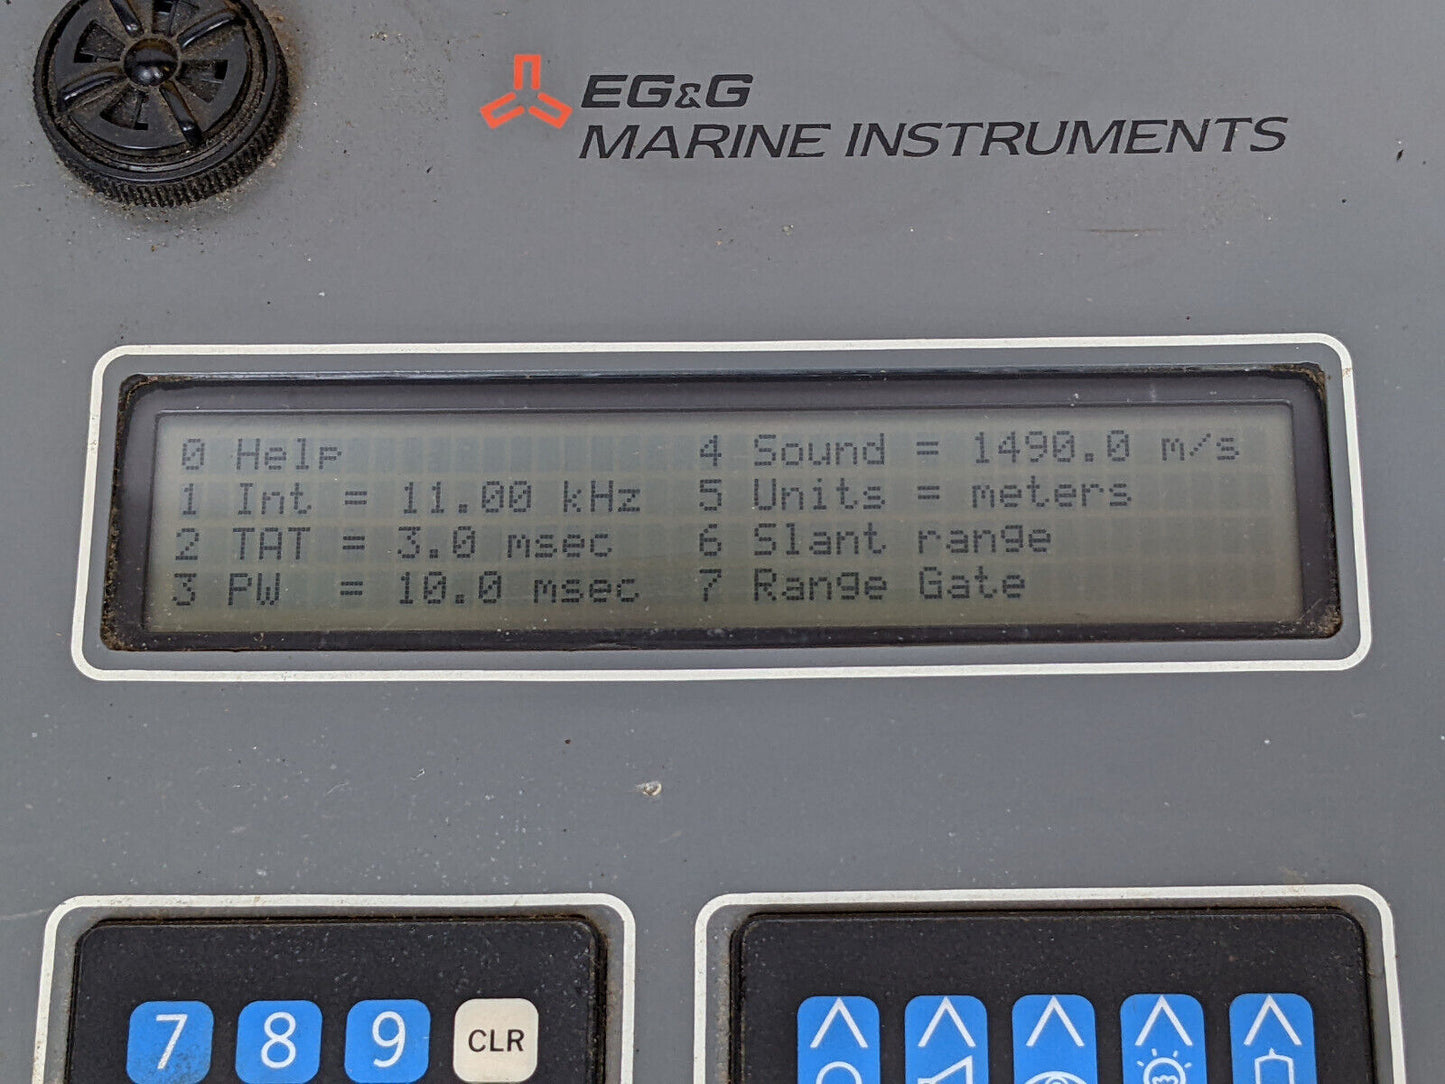 EG&G
MARINE INSTRUMENTS
0 Help 4 Sound = 1490.0 m/s
1 Int = 11.00 kHz 5 Units = meters
2 TAT = 3.0 msec 6 Slant range
3 PW = 10.0 msec 7 Range Gate
7 8 9 CLR